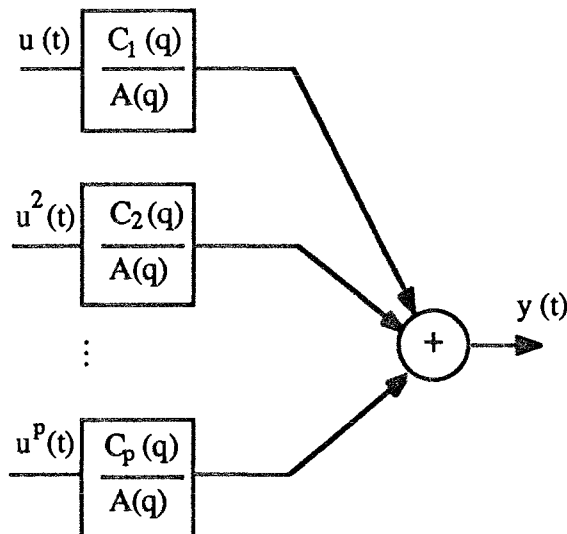 u (t)
C₁ (q)
A(q)
u²(t)
C₂ (q)
A(q)
⋮
uᵖ(t)
Cₚ (q)
A(q)
+
y (t)